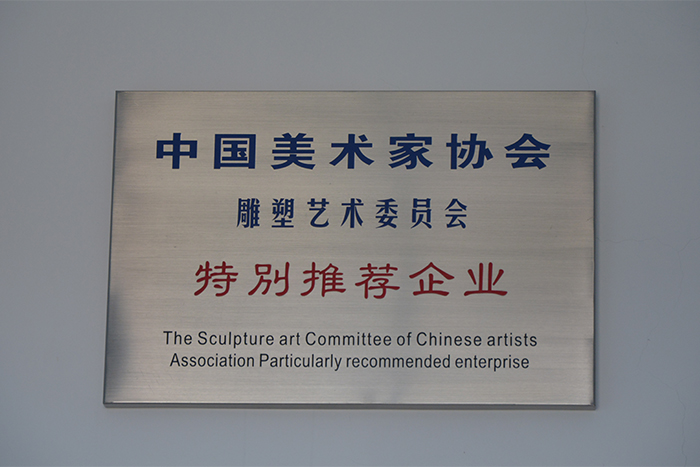 中国美术家协会
雕塑艺术委员会
特别推荐企业
The Sculpture art Committee of Chinese artists
Association Particularly recommended enterprise